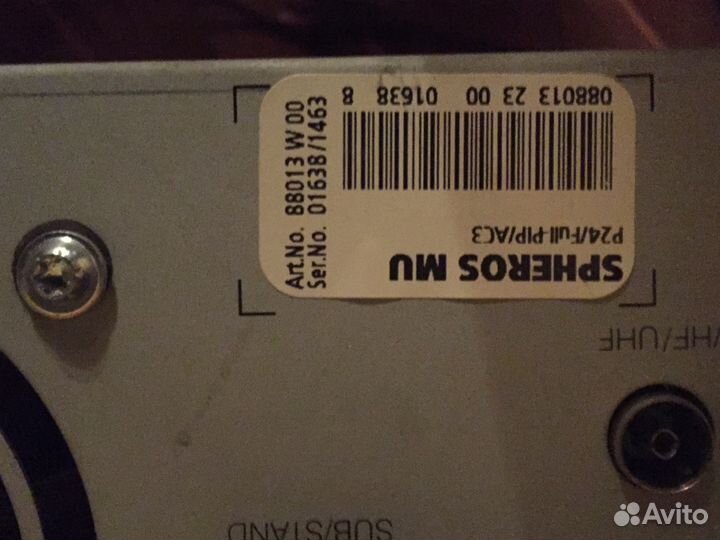 SPHEROS MU
P24/Full-PIP/AC3
088013 23 00 01638 8
Art.No. 88013 W 00
Ser.No. 01638/1463
/HF/UHF
SUB/STAND
Avito